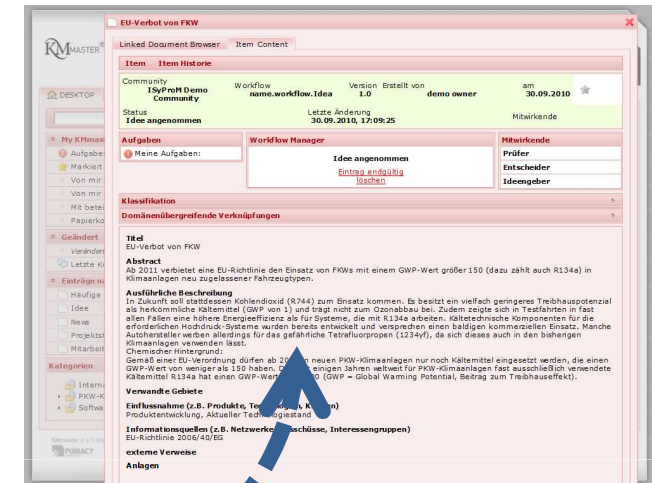 EU-Verbot von FKW
KMMASTER®
Linked Document Browser Item Content
Item Item Historie
Community
ISyProM Demo
Community
Workflow
name.workflow.Idea
Version
1.0
Erstellt von
demo owner
am
30.09.2010
Status
Idee angenommen
Letzte Änderung
30.09.2010, 17:09:25
Mitwirkende
DESKTOP
My KMmas
Aufgabe
Markiert
Von mir
Von mir
Mit betei
Papierko
Geändert
Veränder
Letzte K
Einträge na
Häufige
Idee
News
Projektst
Mitarbeit
Kategorien
Interna
PKW-K
Softwa
PUMACY
Aufgaben
Meine Aufgaben:
Workflow Manager
Idee angenommen
Eintrag endgültig
löschen
Mitwirkende
Prüfer
Entscheider
Ideengeber
Klassifikation
Domänenübergreifende Verknüpfungen
Titel
EU-Verbot von FKW
Abstract
Ab 2011 verbietet eine EU-Richtlinie den Einsatz von FKWs mit einem GWP-Wert größer 150 (dazu zählt auch R134a) in
Klimaanlagen neu zugelassener Fahrzeugtypen.
Ausführliche Beschreibung
In Zukunft soll stattdessen Kohlendioxid (R744) zum Einsatz kommen. Es besitzt ein vielfach geringeres Treibhauspotenzial
als herkömmliche Kältemittel (GWP von 1) und trägt nicht zum Ozonabbau bei. Zudem zeigte sich in Testfahrten in fast
allen Fällen eine höhere Energieeffizienz als für Systeme, die mit R134a arbeiten. Kältetechnische Komponenten für die
erforderlichen Hochdruck-Systeme wurden bereits entwickelt und versprechen einen baldigen kommerziellen Einsatz. Manche
Autohersteller werben allerdings für das gefährliche Tetrafluorpropen (1234yf), da sich dieses auch in den bisherigen
Klimaanlagen verwenden lässt.
Chemischer Hintergrund:
Gemäß einer EU-Verordnung dürfen ab 20 neuen PKW-Klimaanlagen nur noch Kältemittel eingesetzt werden, die einen
GWP-Wert von weniger als 150 haben. D einigen Jahren weltweit für PKW-Klimaanlagen fast ausschließlich verwendete
Kältemittel R134a hat einen GWP-Wert 30 (GWP = Global Warming Potential, Beitrag zum Treibhauseffekt).
Verwandte Gebiete
Einflussnahme (z.B. Produkte, Tec en)
Produktentwicklung, Aktueller Tec ologiestand
Informationsquellen (z.B. Netzwerke sschüsse, Interessengruppen)
EU-Richtlinie 2006/40/EG
externe Verweise
Anlagen